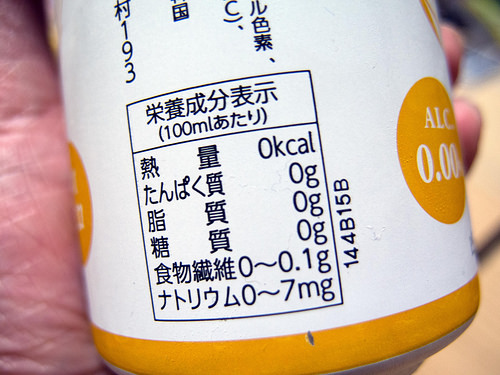 村193
国
C)、
ル色素、
栄養成分表示
(100mlあたり)
熱量 0kcal
たんぱく質 0g
脂質 0g
糖質 0g
食物繊維 0〜0.1g
ナトリウム 0〜7mg
144B15B
ALC.
0.00